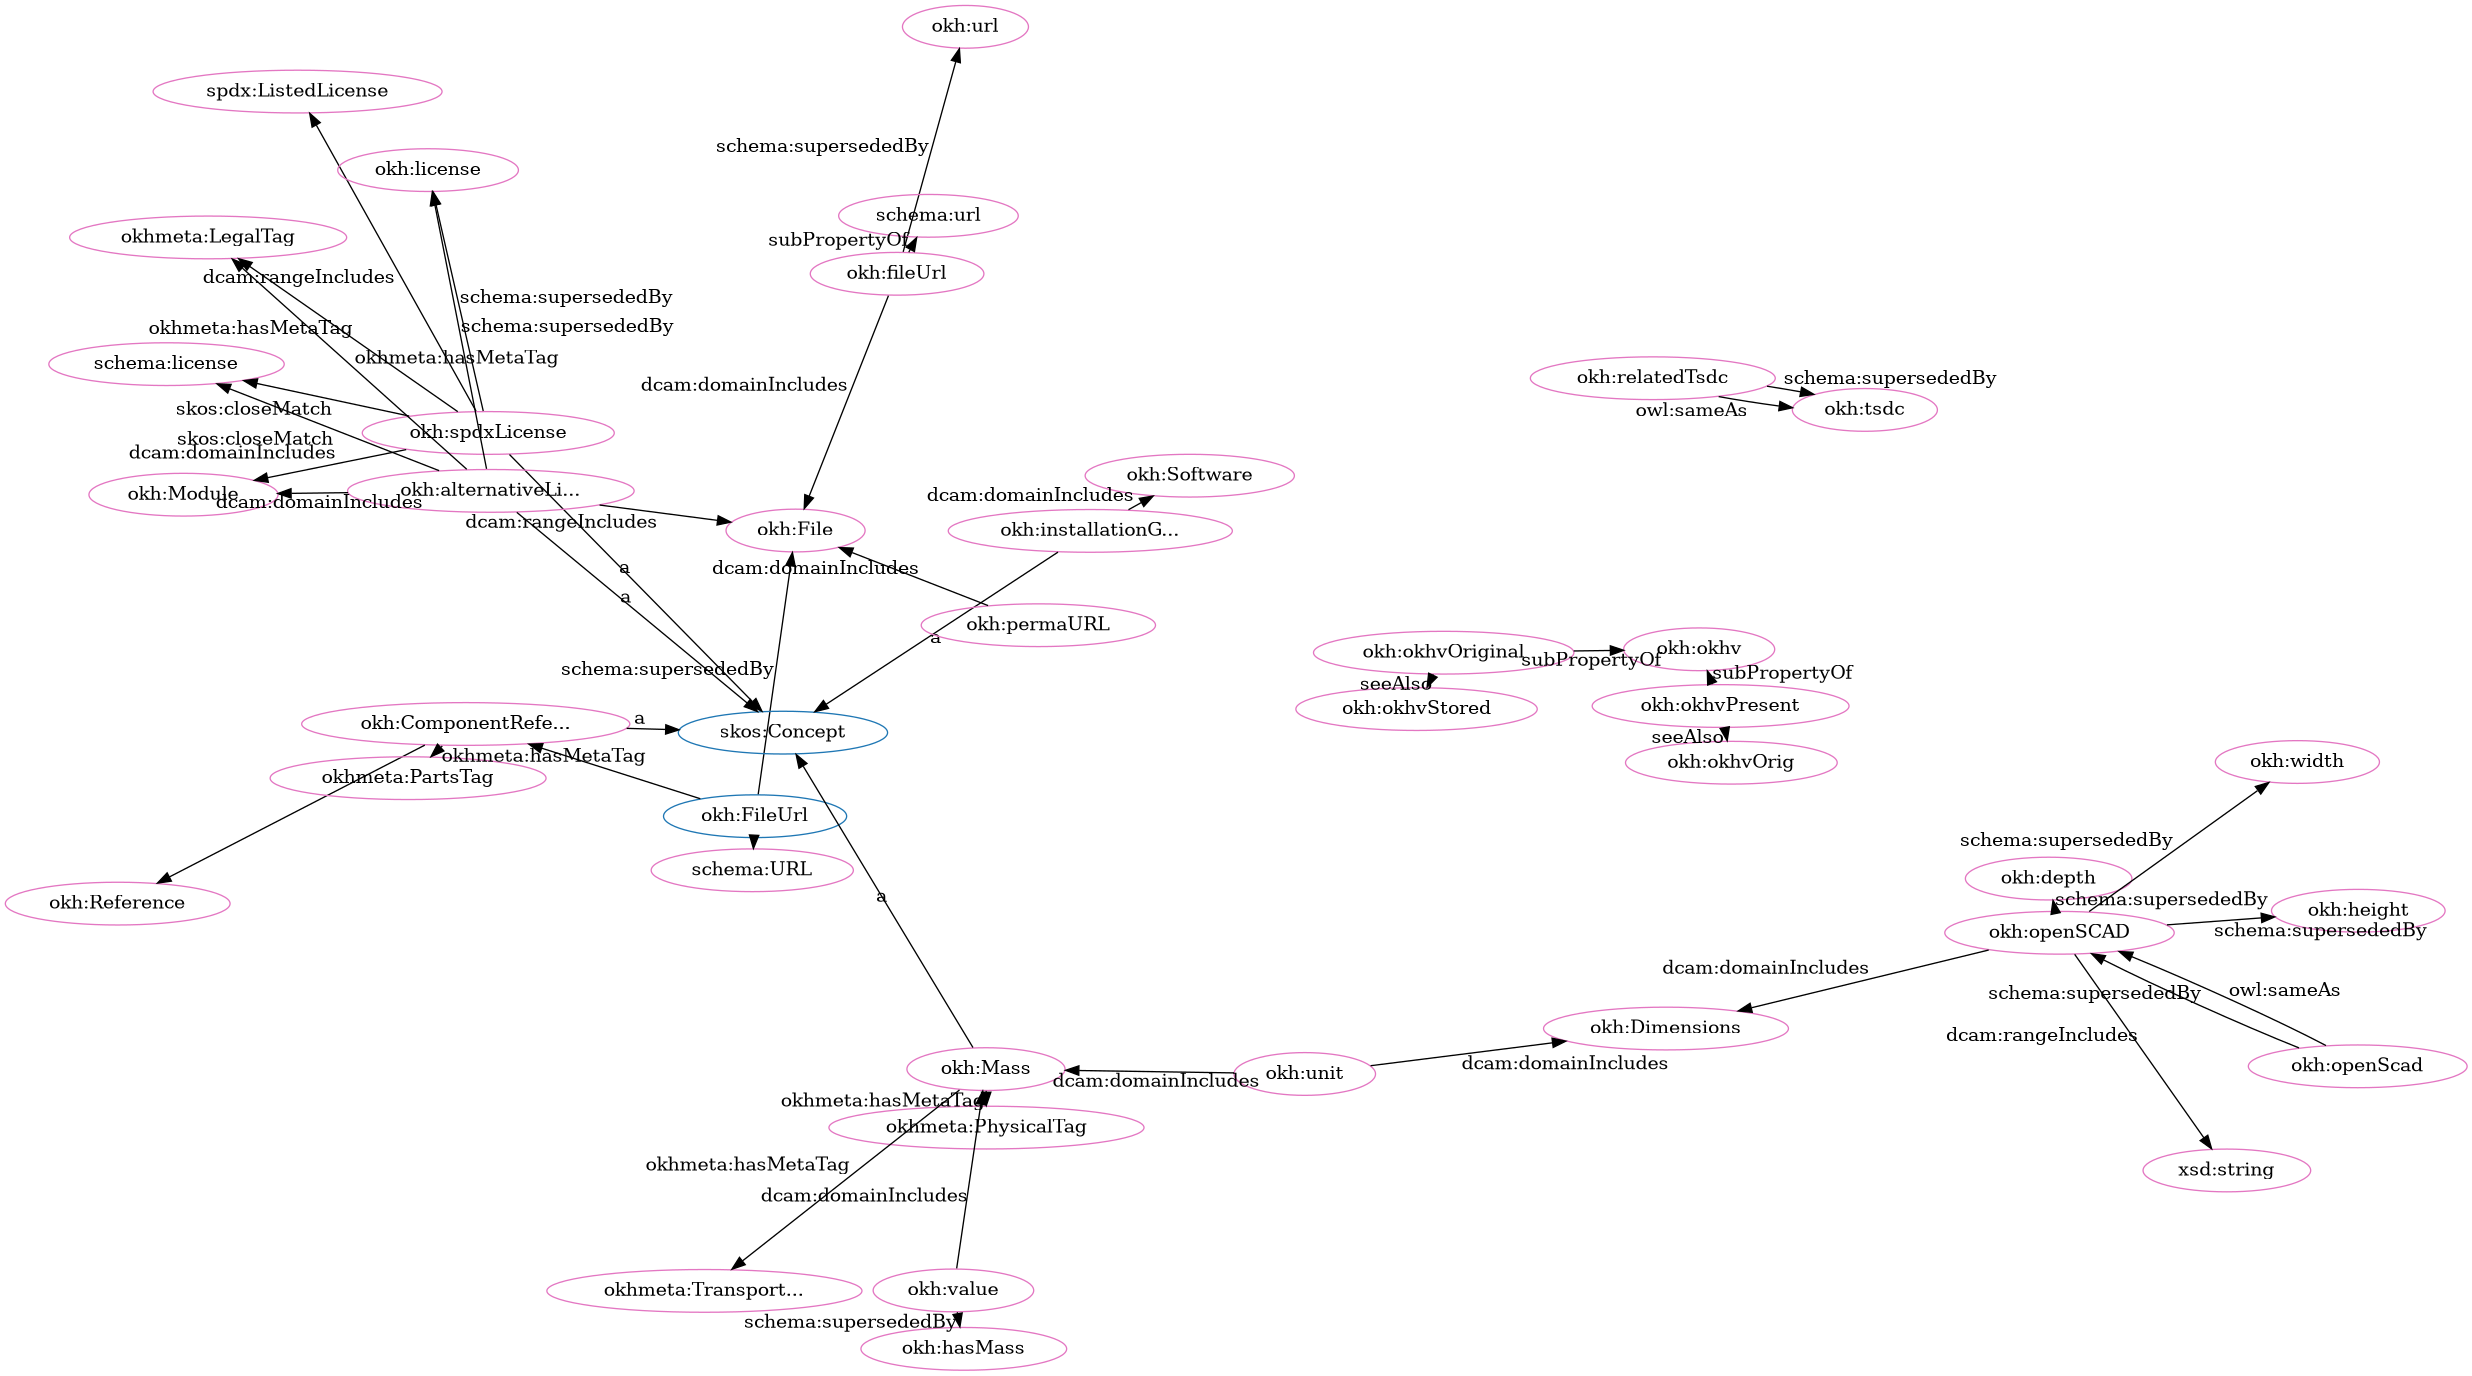 okh:url
spdx:ListedLicense
schema:supersededBy
okh:license
schema:url
okhmeta:LegalTag
subPropertyOf
okh:fileUrl
dcam:rangeIncludes
schema:supersededBy
schema:supersededBy
okhmeta:hasMetaTag
okhmeta:hasMetaTag
schema:license
okh:relatedTsdc
schema:supersededBy
dcam:domainIncludes
skos:closeMatch
owl:sameAs
okh:tsdc
okh:spdxLicense
skos:closeMatch
dcam:domainIncludes
okh:Software
okh:Module
okh:alternativeLi...
dcam:domainIncludes
dcam:domainIncludes
dcam:rangeIncludes
okh:File
okh:installationG...
a
dcam:domainIncludes
a
okh:permaURL
a
okh:okhvOriginal
subPropertyOf
okh:okhv
schema:supersededBy
subPropertyOf
seeAlso
okh:okhvStored
okh:okhvPresent
okh:ComponentRefe...
a
skos:Concept
seeAlso
okh:okhvOrig
okhmeta:hasMetaTag
okh:width
okhmeta:PartsTag
okh:FileUrl
schema:supersededBy
schema:URL
okh:depth
okh:Reference
a
schema:supersededBy
okh:height
okh:openSCAD
schema:supersededBy
dcam:domainIncludes
schema:supersededBy
owl:sameAs
okh:Dimensions
dcam:rangeIncludes
okh:Mass
okh:unit
dcam:domainIncludes
dcam:domainIncludes
okh:openScad
okhmeta:hasMetaTag
okhmeta:PhysicalTag
okhmeta:hasMetaTag
xsd:string
dcam:domainIncludes
okhmeta:Transport...
okh:value
schema:supersededBy
okh:hasMass